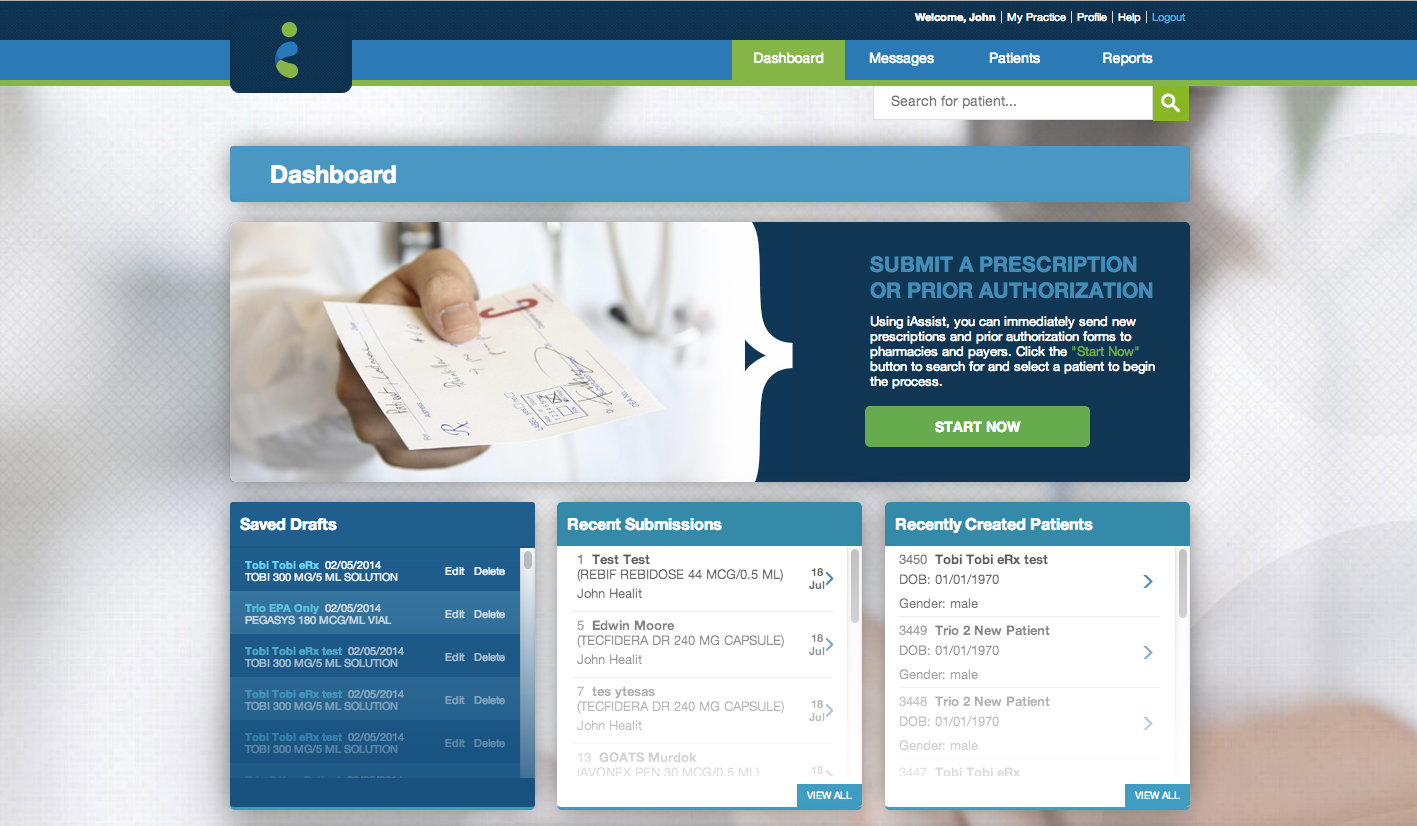 Welcome, John | My Practice | Profile | Help | Logout
Dashboard Messages Patients Reports
Search for patient...
Dashboard
SUBMIT A PRESCRIPTION
OR PRIOR AUTHORIZATION
Using iAssist, you can immediately send new
prescriptions and prior authorization forms to
pharmacies and payers. Click the "Start Now"
button to search for and select a patient to begin
the process.
START NOW
Saved Drafts
Tobi Tobi eRx 02/05/2014
TOBI 300 MG/5 ML SOLUTION
Edit Delete
Trio EPA Only 02/05/2014
PEGASYS 180 MCG/ML VIAL
Edit Delete
Tobi Tobi eRx test 02/05/2014
TOBI 300 MG/5 ML SOLUTION
Edit Delete
Tobi Tobi eRx test 02/05/2014
TOBI 300 MG/5 ML SOLUTION
Edit Delete
Tobi Tobi eRx test 02/05/2014
TOBI 300 MG/5 ML SOLUTION
Edit Delete
Recent Submissions
1 Test Test
(REBIF REBIDOSE 44 MCG/0.5 ML)
John Healit
18
Jul
5 Edwin Moore
(TECFIDERA DR 240 MG CAPSULE)
John Healit
18
Jul
7 tes ytesas
(TECFIDERA DR 240 MG CAPSULE)
John Healit
18
Jul
13 GOATS Murdok
(AVONEX PEN 30 MCG/0.5 ML)
18
VIEW ALL
Recently Created Patients
3450 Tobi Tobi eRx test
DOB: 01/01/1970
Gender: male
3449 Trio 2 New Patient
DOB: 01/01/1970
Gender: male
3448 Trio 2 New Patient
DOB: 01/01/1970
Gender: male
3447 Tobi Tobi eRx
VIEW ALL